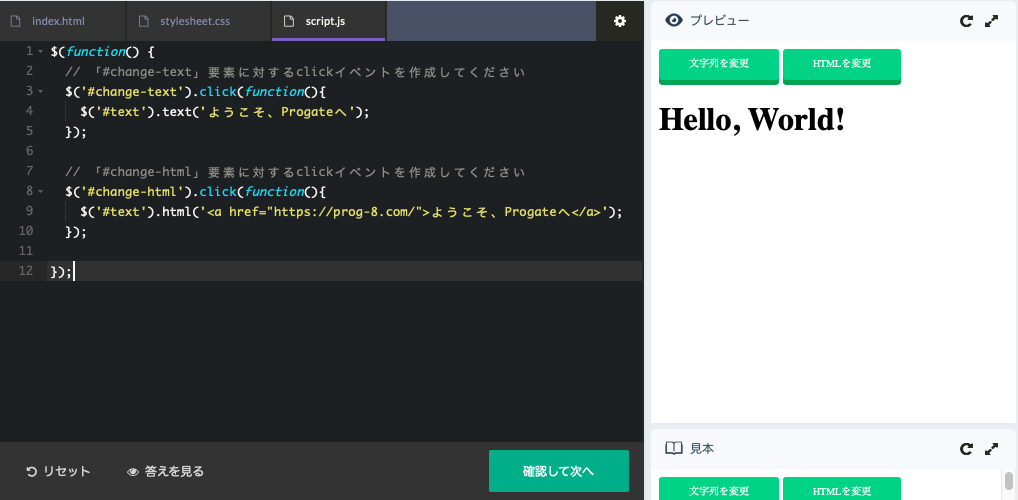 index.html
stylesheet.css
script.js
1 $(function() {
2 // 「#change-text」要素に対するclickイベントを作成してください
3 $('#change-text').click(function(){
4 $('#text').text('ようこそ、Progateへ');
5 });
6
7 // 「#change-html」要素に対するclickイベントを作成してください
8 $('#change-html').click(function(){
9 $('#text').html('<a href="https://prog-8.com/">ようこそ、Progateへ</a>');
10 });
11
12 });
リセット
答えを見る
確認して次へ
プレビュー
文字列を変更
HTMLを変更
Hello, World!
見本
文字列を変更
HTMLを変更